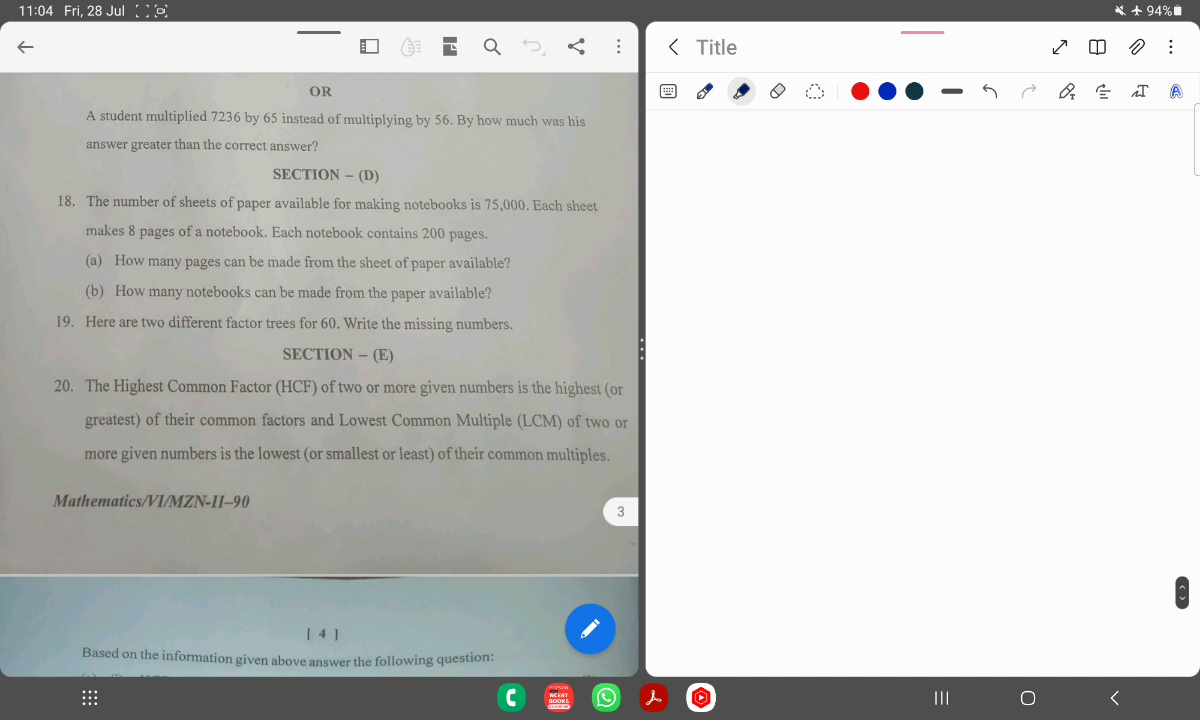 11:04 Fri, 28 Jul
94%
Title
OR
A student multiplied 7236 by 65 instead of multiplying by 56. By how much was his
answer greater than the correct answer?
SECTION – (D)
18. The number of sheets of paper available for making notebooks is 75,000. Each sheet
makes 8 pages of a notebook. Each notebook contains 200 pages.
(a) How many pages can be made from the sheet of paper available?
(b) How many notebooks can be made from the paper available?
19. Here are two different factor trees for 60. Write the missing numbers.
SECTION – (E)
20. The Highest Common Factor (HCF) of two or more given numbers is the highest (or
greatest) of their common factors and Lowest Common Multiple (LCM) of two or
more given numbers is the lowest (or smallest or least) of their common multiples.
Mathematics/VI/MZN-II–90
3
[ 4 ]
Based on the information given above answer the following question:
NCERT
BOOKS